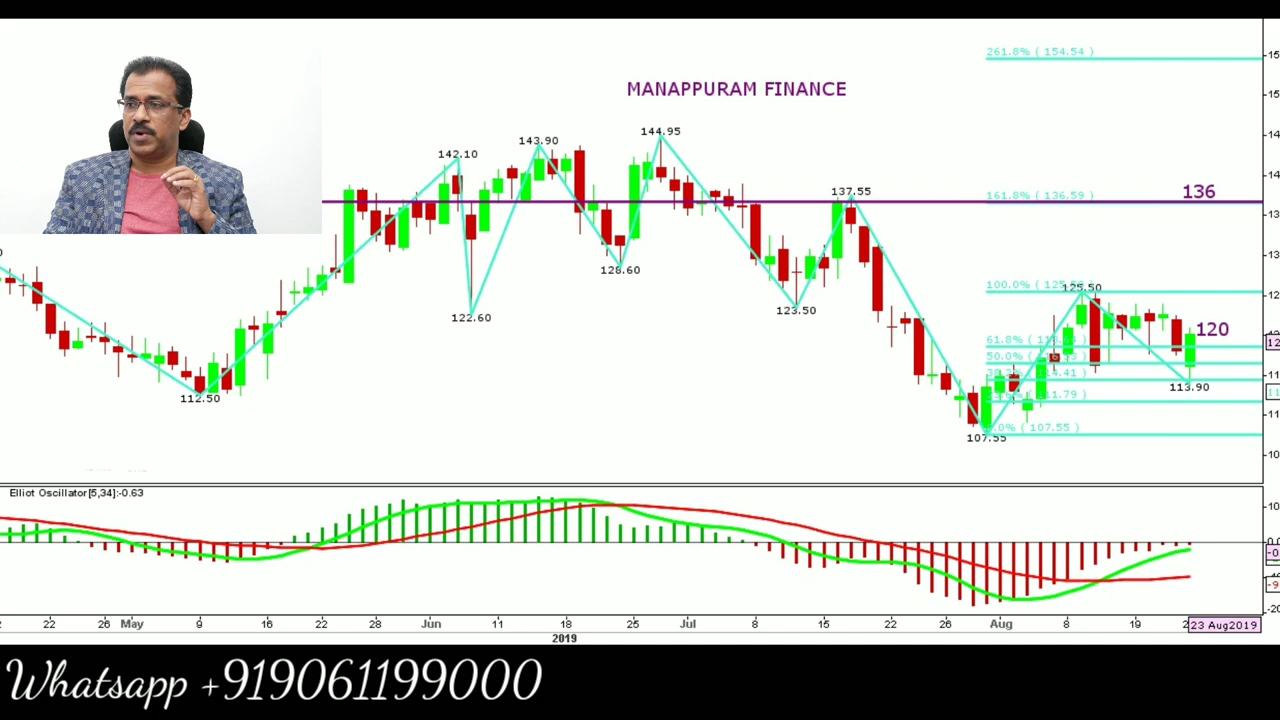 MANAPPURAM FINANCE
261.8% ( 154.54 )
144.95
143.90
142.10
137.55
161.8% ( 136.59 )
136
128.60
122.60
123.50
125.50
120
112.50
113.90
107.55
50.0%
Elliot Oscillator[5,34]:-0.63
22 26 May 9 16 22 28 Jun 11 19 25 Jul 8 15 22 26 Aug 8 19 23 Aug2019
2019
Whatsapp +919061199000